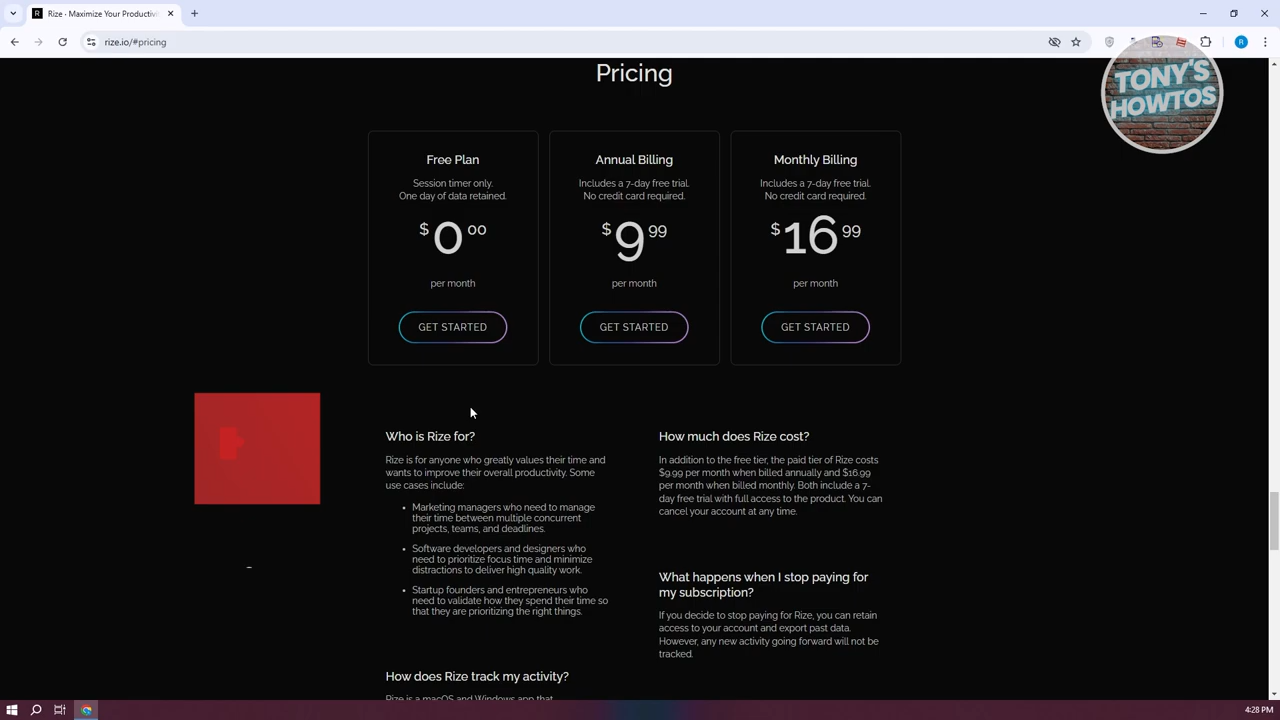 Rize - Maximize Your Productivi
rize.io/#pricing
R
TONY'S
HOWTOS
Pricing
Free Plan
Session timer only.
One day of data retained.
$0 00
per month
GET STARTED
Annual Billing
Includes a 7-day free trial.
No credit card required.
$9 99
per month
GET STARTED
Monthly Billing
Includes a 7-day free trial.
No credit card required.
$16 99
per month
GET STARTED
Who is Rize for?
Rize is for anyone who greatly values their time and
wants to improve their overall productivity. Some
use cases include:
• Marketing managers who need to manage
their time between multiple concurrent
projects, teams, and deadlines.
• Software developers and designers who
need to prioritize focus time and minimize
distractions to deliver high quality work.
• Startup founders and entrepreneurs who
need to validate how they spend their time so
that they are prioritizing the right things.
How does Rize track my activity?
Rize is a macOS and Windows app that
How much does Rize cost?
In addition to the free tier, the paid tier of Rize costs
$9.99 per month when billed annually and $16.99
per month when billed monthly. Both include a 7-
day free trial with full access to the product. You can
cancel your account at any time.
What happens when I stop paying for
my subscription?
If you decide to stop paying for Rize, you can retain
access to your account and export past data.
However, any new activity going forward will not be
tracked.
4:28 PM